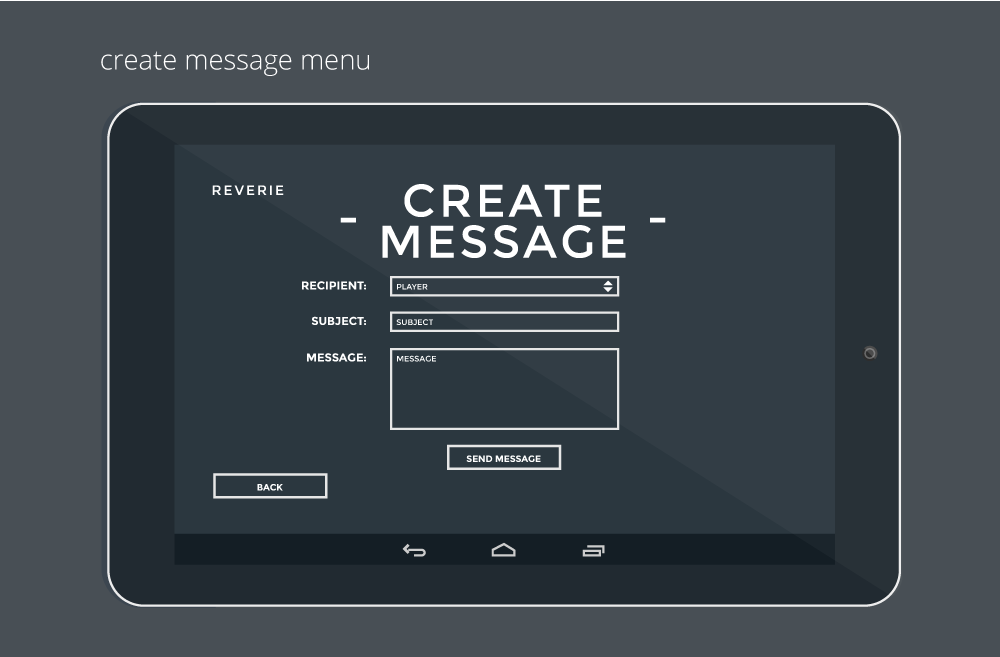 create message menu
REVERIE
- CREATE -
MESSAGE
RECIPIENT: PLAYER
SUBJECT: SUBJECT
MESSAGE: MESSAGE
SEND MESSAGE
BACK